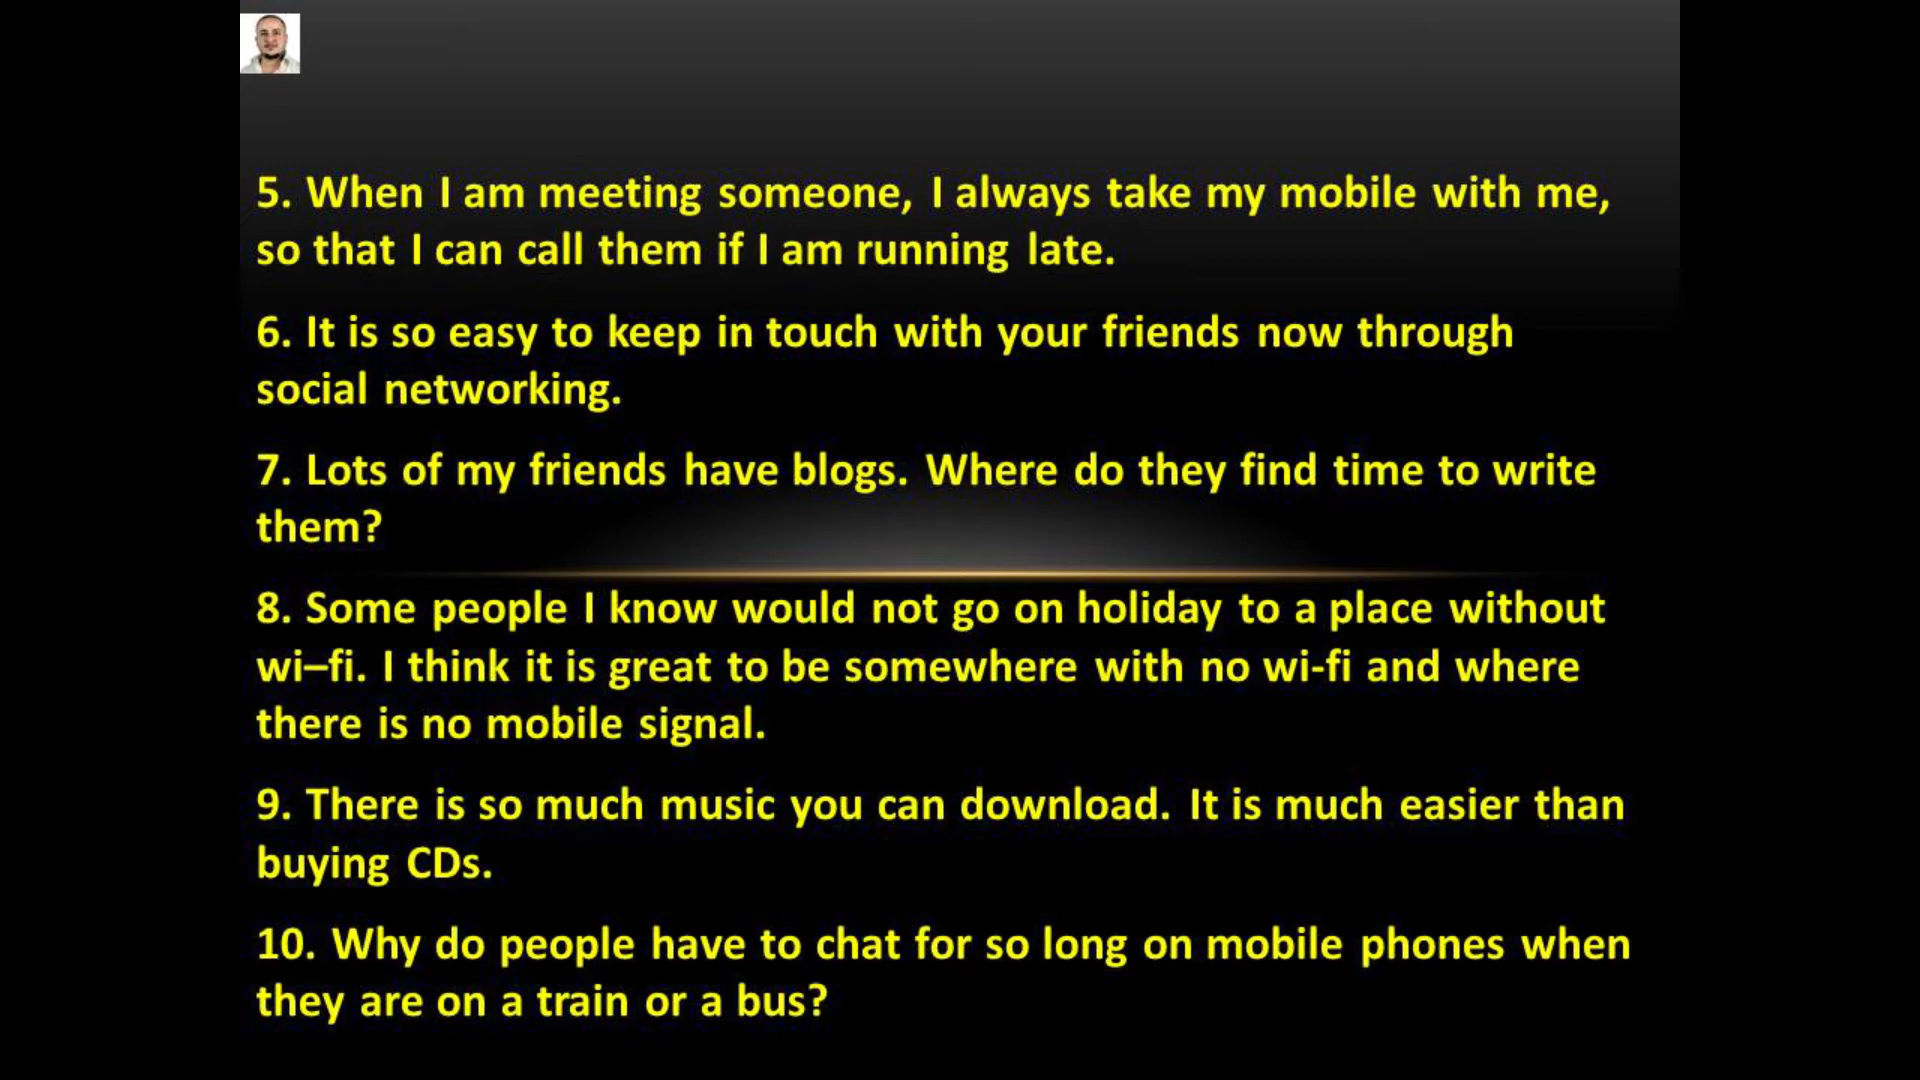 5. When I am meeting someone, I always take my mobile with me,
so that I can call them if I am running late.
6. It is so easy to keep in touch with your friends now through
social networking.
7. Lots of my friends have blogs. Where do they find time to write
them?
8. Some people I know would not go on holiday to a place without
wi–fi. I think it is great to be somewhere with no wi-fi and where
there is no mobile signal.
9. There is so much music you can download. It is much easier than
buying CDs.
10. Why do people have to chat for so long on mobile phones when
they are on a train or a bus?